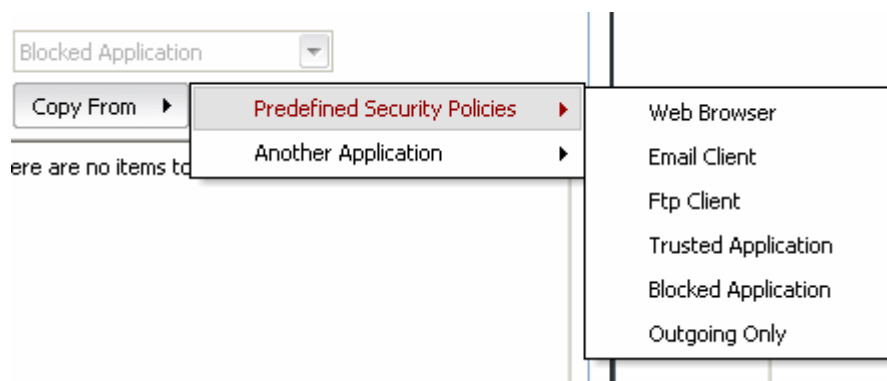 Blocked Application
Copy From
Predefined Security Policies
Another Application
ere are no items to
Web Browser
Email Client
Ftp Client
Trusted Application
Blocked Application
Outgoing Only